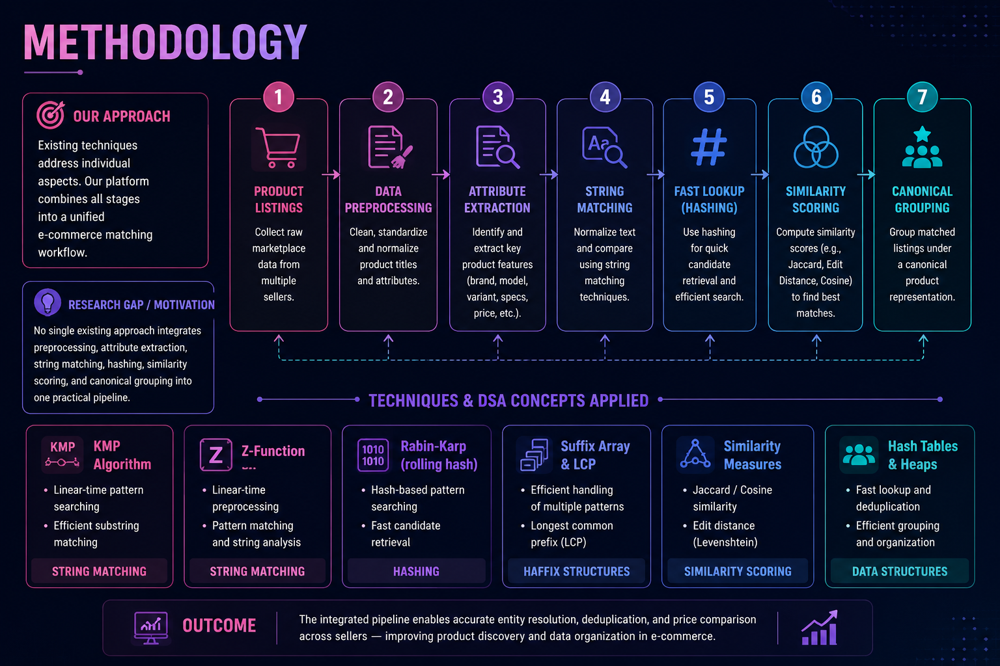 METHODOLOGY
OUR APPROACH
Existing techniques
address individual
aspects. Our platform
combines all stages
into a unified
e-commerce matching
workflow.
RESEARCH GAP / MOTIVATION
No single existing approach integrates
preprocessing, attribute extraction,
string matching, hashing, similarity
scoring, and canonical grouping into
one practical pipeline.
1
PRODUCT
LISTINGS
Collect raw
marketplace
data from
multiple
sellers.
2
DATA
PREPROCESSING
Clean, standardize
and normalize
product titles
and attributes.
3
ATTRIBUTE
EXTRACTION
Identify and
extract key
product features
(brand, model,
variant, specs,
price, etc.).
4
Aa
STRING
MATCHING
Normalize text
and compare
using string
matching
techniques.
5
#
FAST LOOKUP
(HASHING)
Use hashing
for quick
candidate
retrieval and
efficient search.
6
SIMILARITY
SCORING
Compute similarity
scores (e.g.,
Jaccard, Edit
Distance, Cosine)
to find best
matches.
7
CANONICAL
GROUPING
Group matched
listings under
a canonical
product
representation.
TECHNIQUES & DSA CONCEPTS APPLIED
KMP
KMP
Algorithm
• Linear-time pattern
searching
• Efficient substring
matching
STRING MATCHING
Z
Z-Function
• Linear-time
preprocessing
• Pattern matching
and string analysis
STRING MATCHING
1010
1010
Rabin-Karp
(rolling hash)
• Hash-based pattern
searching
• Fast candidate
retrieval
HASHING
Suffix Array
& LCP
• Efficient handling
of multiple patterns
• Longest common
prefix (LCP)
HAFFIX STRUCTURES
Similarity
Measures
• Jaccard / Cosine
similarity
• Edit distance
(Levenshtein)
SIMILARITY SCORING
Hash Tables
& Heaps
• Fast lookup and
deduplication
• Efficient grouping
and organization
DATA STRUCTURES
OUTCOME
The integrated pipeline enables accurate entity resolution, deduplication, and price comparison
across sellers — improving product discovery and data organization in e-commerce.